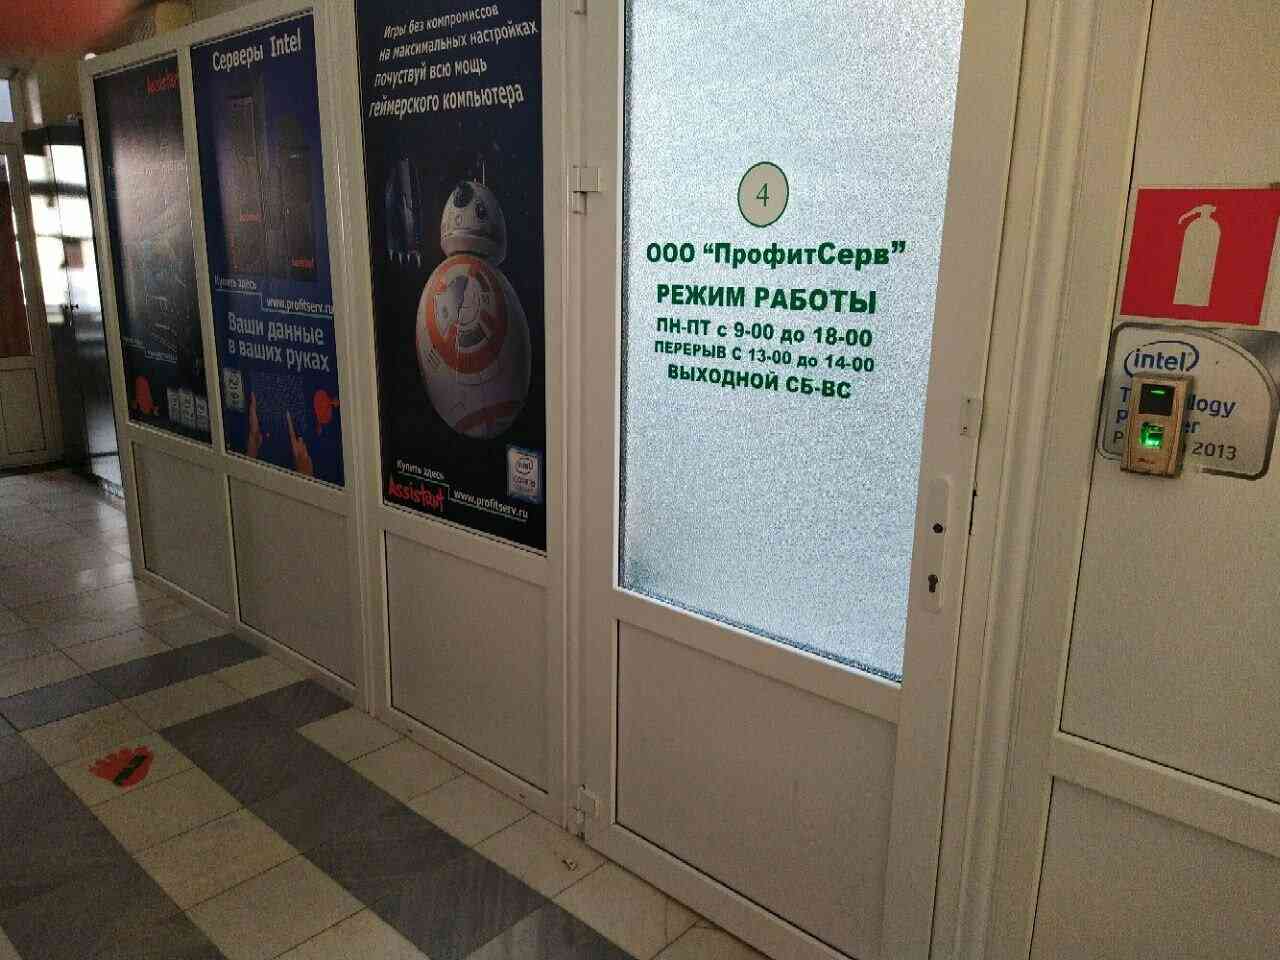 Assistant
Серверы Intel
Купить здесь
www.profitserv.ru
Ваши данные
в ваших руках
Игры без компромиссов
на максимальных настройках
почуствуй всю мощь
геймерского компьютера
Купить здесь
Assistant www.profitserv.ru
4
ООО “ПрофитСерв”
РЕЖИМ РАБОТЫ
ПН-ПТ с 9-00 до 18-00
ПЕРЕРЫВ С 13-00 до 14-00
ВЫХОДНОЙ СБ-ВС
intel
2013